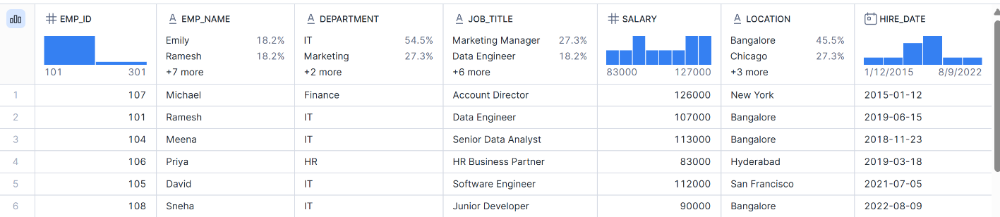 EMP_ID EMP_NAME DEPARTMENT JOB_TITLE SALARY LOCATION HIRE_DATE
Emily 18.2% IT 54.5% Marketing Manager 27.3% Bangalore 45.5%
Ramesh 18.2% Marketing 27.3% Data Engineer 18.2% Chicago 27.3%
101 301 +7 more +2 more +6 more 83000 127000 +3 more 1/12/2015 8/9/2022
1 107 Michael Finance Account Director 126000 New York 2015-01-12
2 101 Ramesh IT Data Engineer 107000 Bangalore 2019-06-15
3 104 Meena IT Senior Data Analyst 113000 Bangalore 2018-11-23
4 106 Priya HR HR Business Partner 83000 Hyderabad 2019-03-18
5 105 David IT Software Engineer 112000 San Francisco 2021-07-05
6 108 Sneha IT Junior Developer 90000 Bangalore 2022-08-09